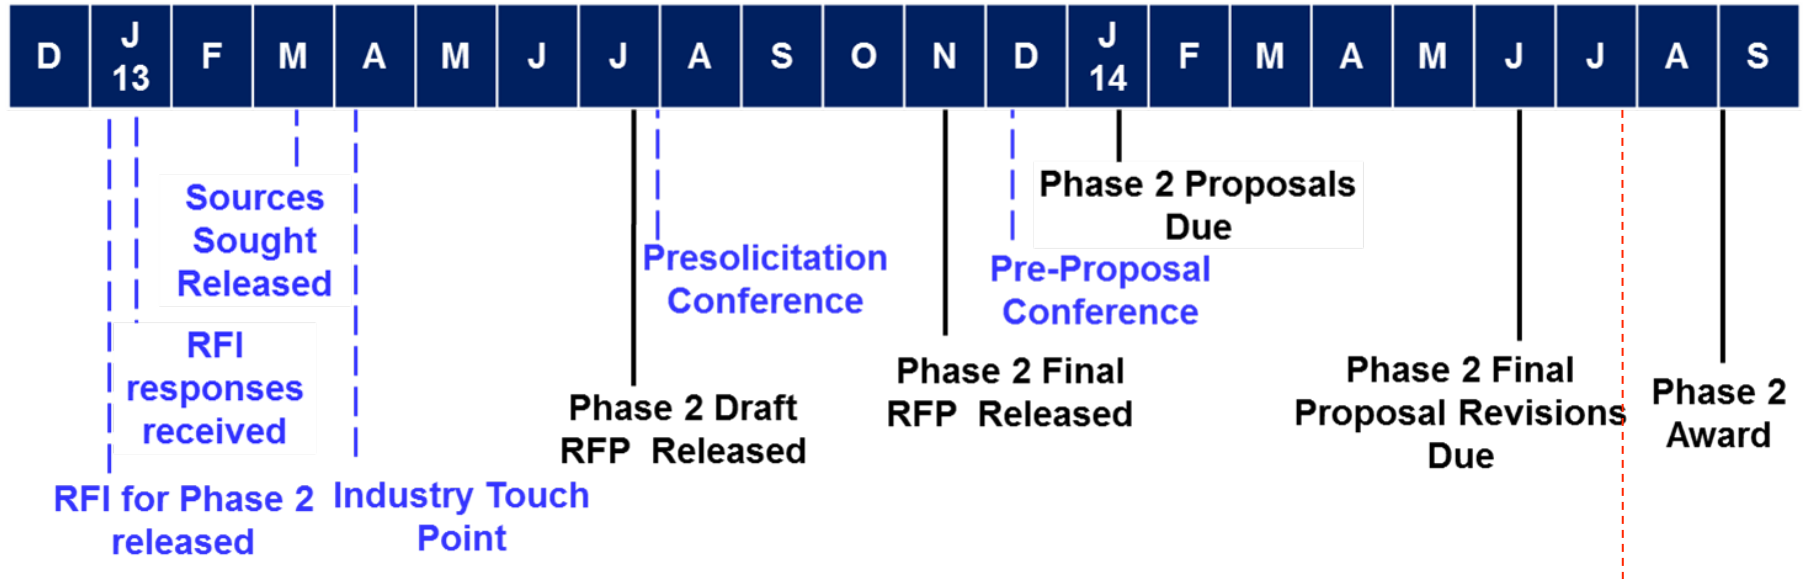 D J 13 F M A M J J A S O N D J 14 F M A M J J A S
Sources
Sought
Released
RFI
responses
received
RFI for Phase 2
released
Industry Touch
Point
Phase 2 Draft
RFP Released
Presolicitation
Conference
Phase 2 Final
RFP Released
Pre-Proposal
Conference
Phase 2 Proposals
Due
Phase 2 Final
Proposal Revisions
Due
Phase 2
Award